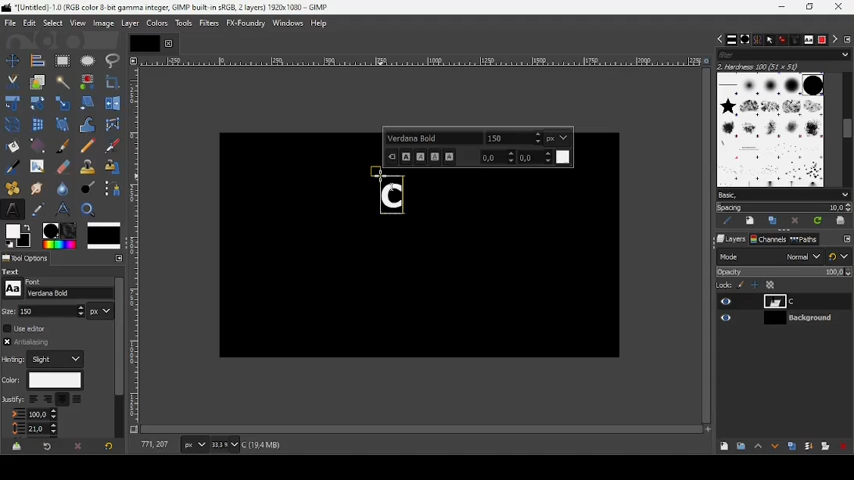 *[Untitled]-1.0 (RGB color 8-bit gamma integer, GIMP built-in sRGB, 2 layers) 1920x1080 – GIMP
File Edit Select View Image Layer Colors Tools Filters FX-Foundry Windows Help
filter
2. Hardness 100 (51 × 51)
Verdana Bold 150 px
0,0 0,0
C
Basic,
Spacing 10,0
Layers Channels Paths
Mode Normal
Opacity 100,0
Lock:
C
Background
Tool Options
Text
Font
Aa Verdana Bold
Size: 150 px
Use editor
Antialiasing
Hinting: Slight
Color:
Justify:
100,0
21,0
771, 207 px 33,3 % C (19,4 MB)